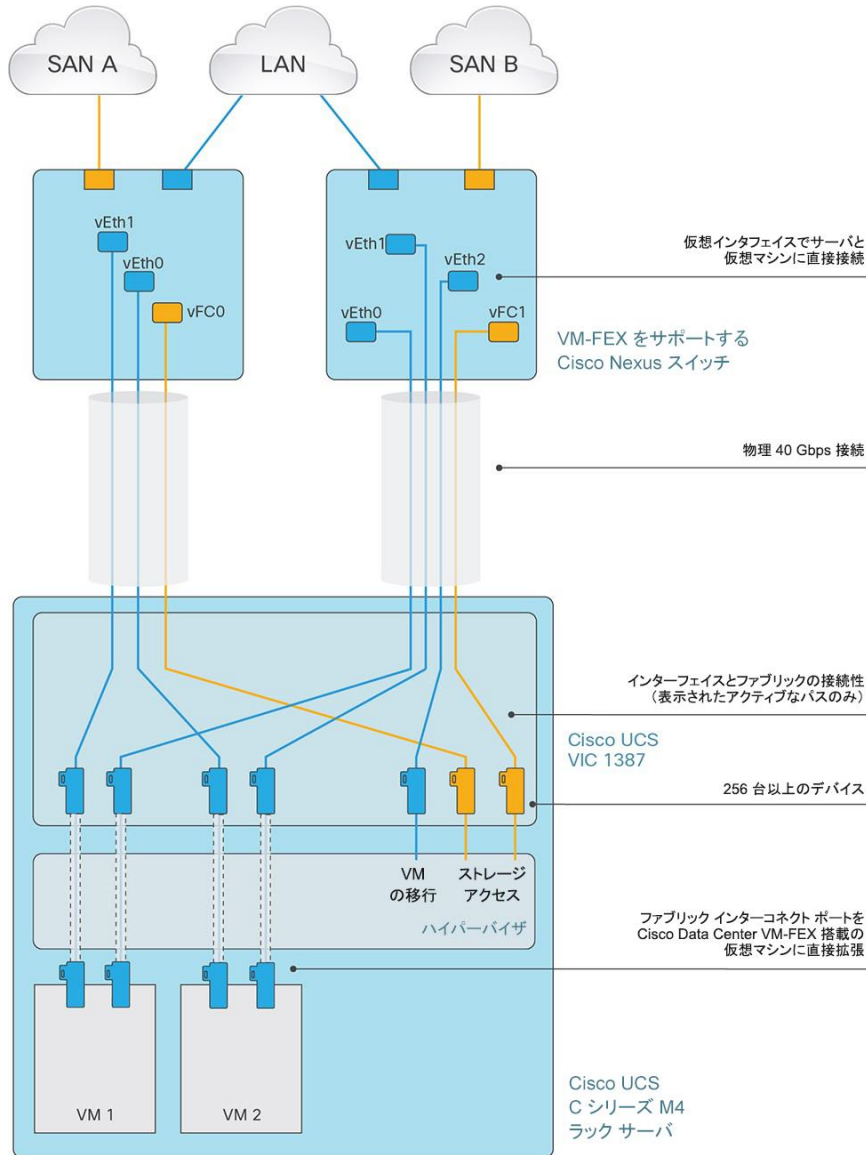 SAN A
LAN
SAN B
vEth1
vEth0
vFC0
vEth1
vEth2
vEth0
vFC1
仮想インタフェイスでサーバと
仮想マシンに直接接続
VM-FEX をサポートする
Cisco Nexus スイッチ
物理 40 Gbps 接続
インターフェイスとファブリックの接続性
（表示されたアクティブなパスのみ）
Cisco UCS
VIC 1387
256 台以上のデバイス
VM
の移行
ストレージ
アクセス
ハイパーバイザ
ファブリック インターコネクト ポートを
Cisco Data Center VM-FEX 搭載の
仮想マシンに直接拡張
VM 1
VM 2
Cisco UCS
C シリーズ M4
ラック サーバ